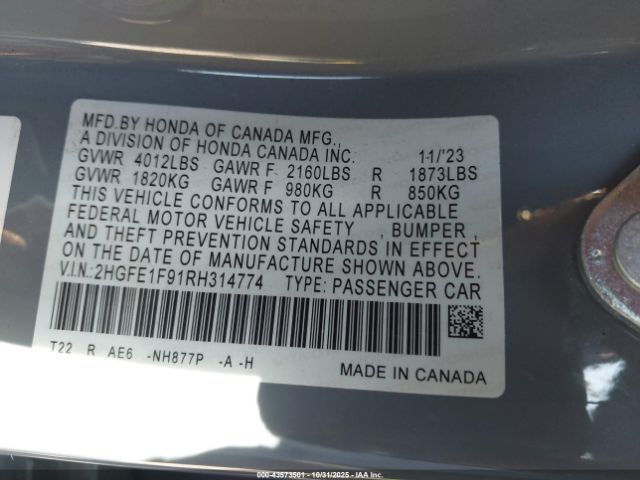 MFD.BY HONDA OF CANADA MFG.,
A DIVISION OF HONDA CANADA INC. 11/'23
GVWR 4012LBS GAWR F 2160LBS R 1873LBS
GVWR 1820KG GAWR F 980KG R 850KG
THIS VEHICLE CONFORMS TO ALL APPLICABLE
FEDERAL MOTOR VEHICLE SAFETY , BUMPER ,
AND THEFT PREVENTION STANDARDS IN EFFECT
ON THE DATE OF MANUFACTURE SHOWN ABOVE.
V.I.N.:2HGFE1F91RH314774 TYPE: PASSENGER CAR
T22 R AE6 -NH877P -A -H
MADE IN CANADA
000-43573501 - 10/31/2025 - IAA Inc.